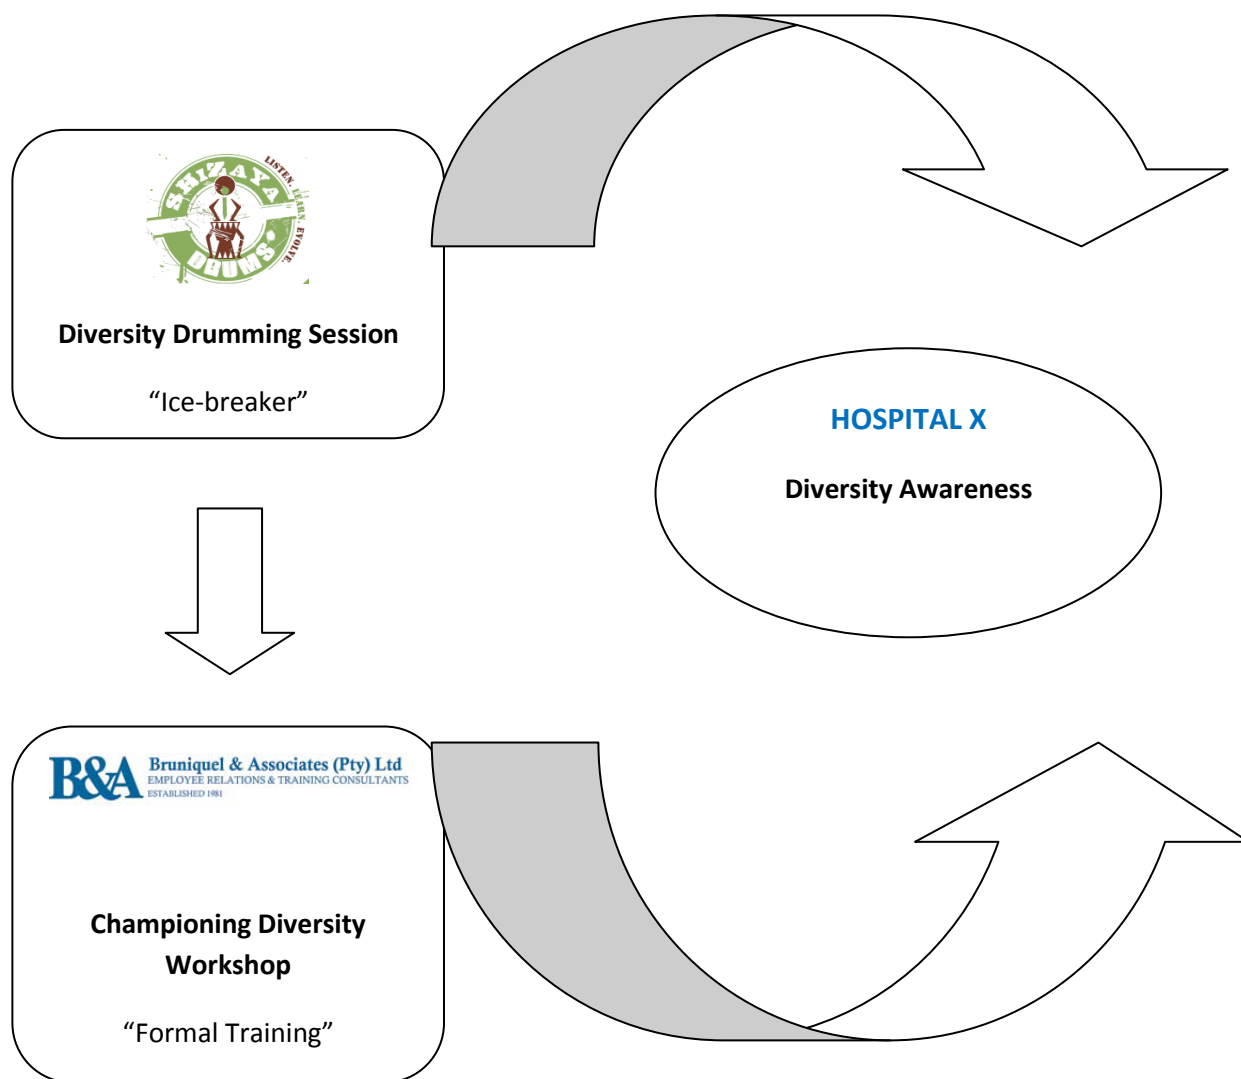 SHIZAYA
DRUMS
LISTEN. LEARN. EVOLVE.
Diversity Drumming Session
“Ice-breaker”
HOSPITAL X
Diversity Awareness
B&A
Bruniquel & Associates (Pty) Ltd
EMPLOYEE RELATIONS & TRAINING CONSULTANTS
ESTABLISHED 1981
Championing Diversity
Workshop
“Formal Training”